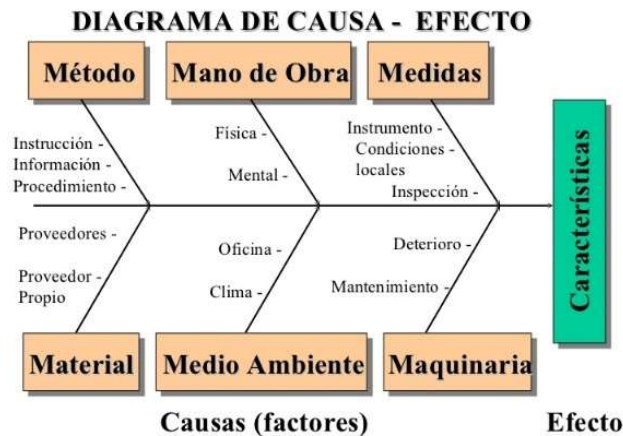 DIAGRAMA DE CAUSA - EFECTO
Método
Mano de Obra
Medidas
Instrucción -
Información -
Procedimiento -
Física -
Mental -
Instrumento -
Condiciones -
locales
Inspección -
Proveedores -
Proveedor -
Propio
Oficina -
Clima -
Deterioro -
Mantenimiento -
Características
Material
Medio Ambiente
Maquinaria
Causas (factores)
Efecto